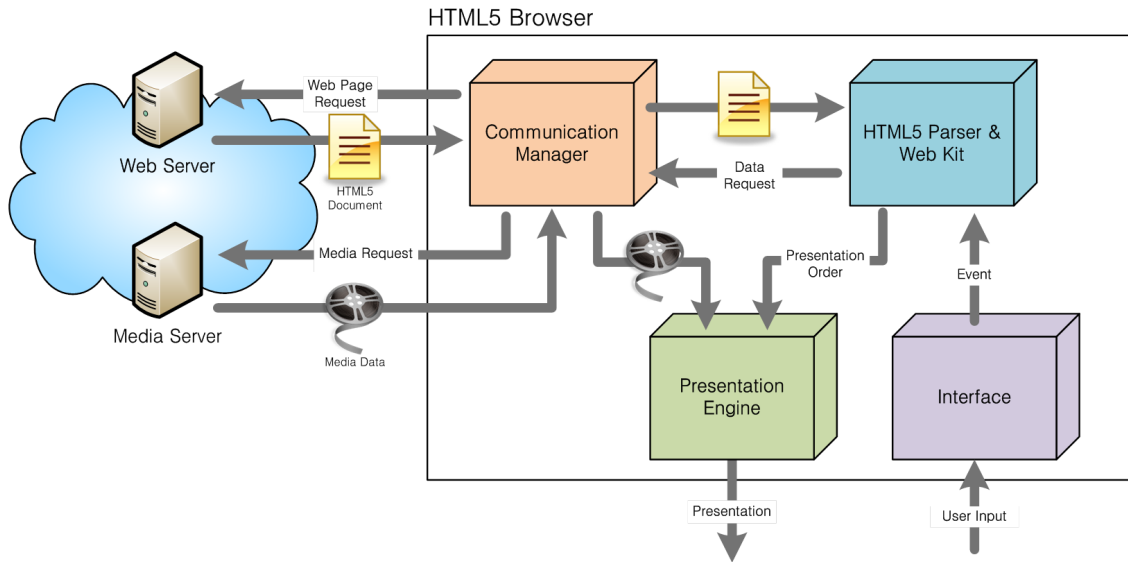 HTML5 Browser
Web Page
Request
Web Server
HTML5
Document
Communication
Manager
HTML5 Parser &
Web Kit
Data
Request
Media Request
Media Server
Media Data
Presentation
Order
Event
Presentation
Engine
Interface
Presentation
User Input